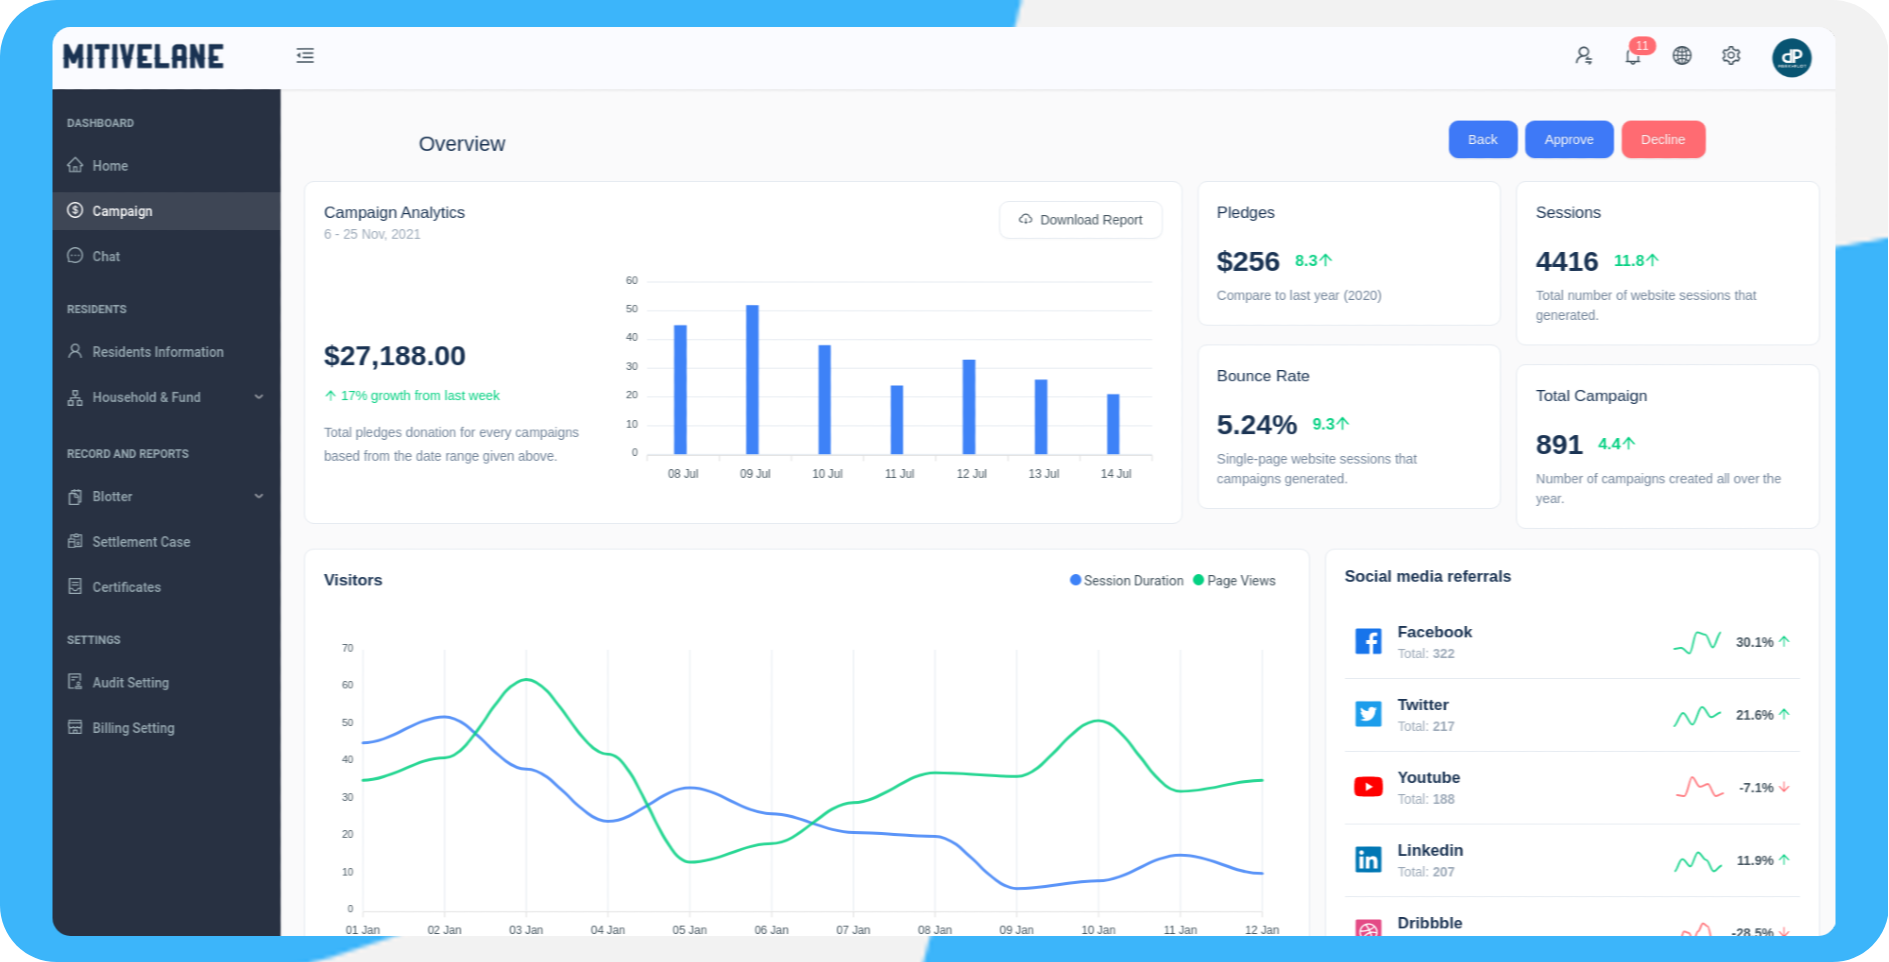 MITIVELANE
11
dP
DASHBOARD
Home
Campaign
Chat
RESIDENTS
Residents Information
Household & Fund
RECORD AND REPORTS
Blotter
Settlement Case
Certificates
SETTINGS
Audit Setting
Billing Setting
Overview
Back
Approve
Decline
Campaign Analytics
6 - 25 Nov, 2021
Download Report
$27,188.00
17% growth from last week
Total pledges donation for every campaigns
based from the date range given above.
60
50
40
30
20
10
0
08 Jul 09 Jul 10 Jul 11 Jul 12 Jul 13 Jul 14 Jul
Pledges
$256 8.3
Compare to last year (2020)
Sessions
4416 11.8
Total number of website sessions that
generated.
Bounce Rate
5.24% 9.3
Single-page website sessions that
campaigns generated.
Total Campaign
891 4.4
Number of campaigns created all over the
year.
Visitors
Session Duration Page Views
70
60
50
40
30
20
10
0
01 Jan 02 Jan 03 Jan 04 Jan 05 Jan 06 Jan 07 Jan 08 Jan 09 Jan 10 Jan 11 Jan 12 Jan
Social media referrals
Facebook
Total: 322
30.1%
Twitter
Total: 217
21.6%
Youtube
Total: 188
-7.1%
in
Linkedin
Total: 207
11.9%
Dribbble
-28.5%